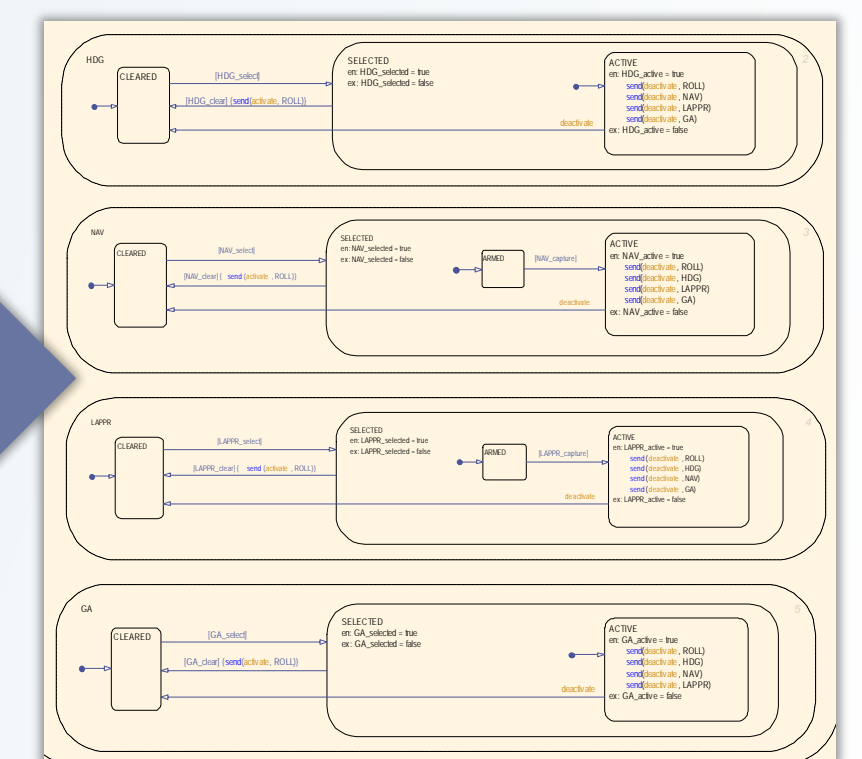 HDG
2
CLEARED
[HDG_select]
[HDG_clear] {send(activate, ROLL)}
SELECTED
en: HDG_selected = true
ex: HDG_selected = false
deactivate
ACTIVE
en: HDG_active = true
send(deactivate, ROLL)
send(deactivate, NAV)
send(deactivate, LAPPR)
send(deactivate, GA)
ex: HDG_active = false
NAV
3
CLEARED
[NAV_select]
[NAV_clear] { send (activate , ROLL)}
SELECTED
en: NAV_selected = true
ex: NAV_selected = false
ARMED
[NAV_capture]
deactivate
ACTIVE
en: NAV_active = true
send(deactivate, ROLL)
send(deactivate, HDG)
send(deactivate, LAPPR)
send(deactivate, GA)
ex: NAV_active = false
LAPPR
4
CLEARED
[LAPPR_select]
[LAPPR_clear] { send (activate , ROLL)}
SELECTED
en: LAPPR_selected = true
ex: LAPPR_selected = false
ARMED
[LAPPR_capture]
deactivate
ACTIVE
en: LAPPR_active = true
send (deactivate , ROLL)
send (deactivate , HDG)
send (deactivate , NAV)
send (deactivate , GA)
ex: LAPPR_active = false
GA
5
CLEARED
[GA_select]
[GA_clear] {send(activate, ROLL)}
SELECTED
en: GA_selected = true
ex: GA_selected = false
deactivate
ACTIVE
en: GA_active = true
send(deactivate, ROLL)
send(deactivate, HDG)
send(deactivate, NAV)
send(deactivate, LAPPR)
ex: GA_active = false